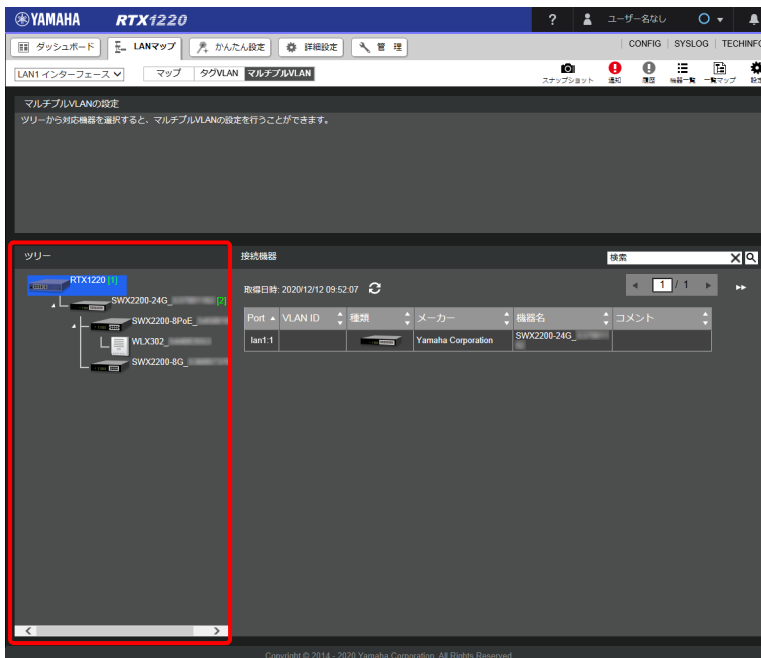 YAMAHA RTX1220 ? ユーザー名なし
ダッシュボード LANマップ かんたん設定 詳細設定 管 理 CONFIG SYSLOG TECHINFO
LAN1 インターフェース マップ タグVLAN マルチプルVLAN スナップショット 通知 履歴 機器一覧 一覧マップ 設定
マルチプルVLANの設定
ツリーから対応機器を選択すると、マルチプルVLANの設定を行うことができます。
ツリー 接続機器 検索
RTX1220 [1]
取得日時: 2020/12/12 09:52:07 1 / 1
SWX2200-24G_ [2]
SWX2200-8PoE_
Port VLAN ID 種類 メーカー 機器名 コメント
WLX302_
lan1:1 Yamaha Corporation SWX2200-24G_
SWX2200-8G_
Copyright © 2014 - 2020 Yamaha Corporation. All Rights Reserved.